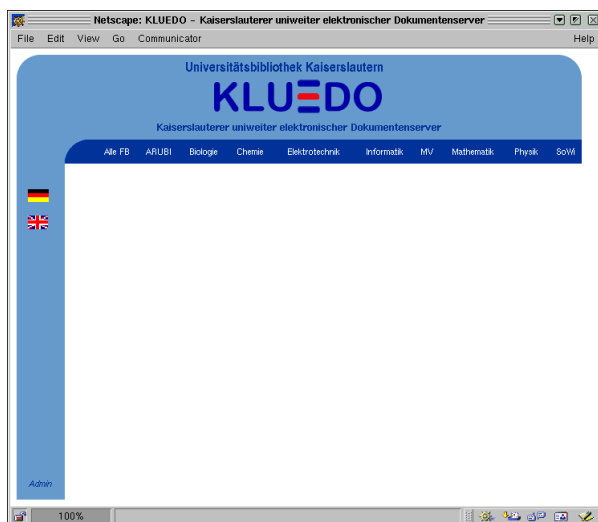 Netscape: KLUEDO - Kaiserslauterer uniweiter elektronischer Dokumentenserver
File Edit View Go Communicator Help
Universitätsbibliothek Kaiserslautern
KLUEDO
Kaiserslauterer uniweiter elektronischer Dokumentenserver
Alle FB ARUBI Biologie Chemie Elektrotechnik Informatik MV Mathematik Physik SoWi
Admin
100%